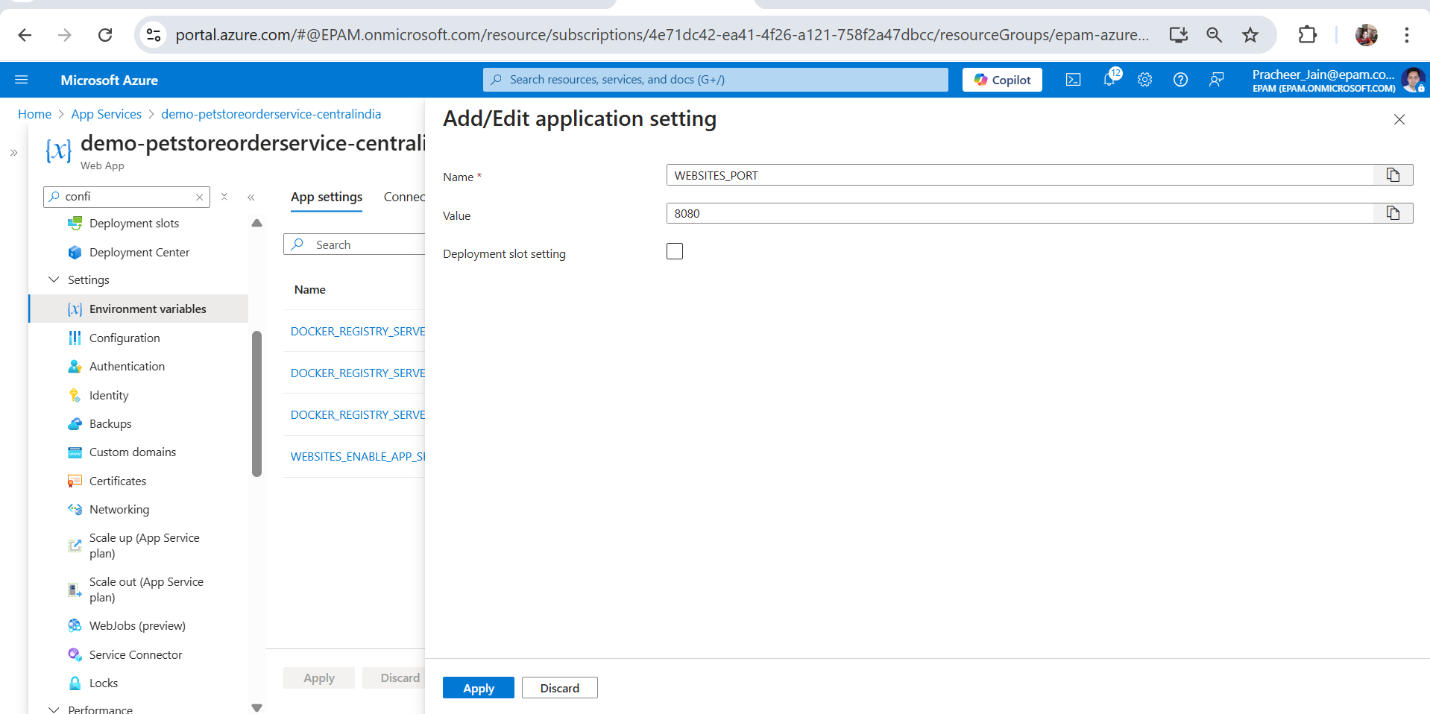 portal.azure.com/#@EPAM.onmicrosoft.com/resource/subscriptions/4e71dc42-ea41-4f26-a121-758f2a47dbcc/resourceGroups/epam-azure...
Microsoft Azure
Search resources, services, and docs (G+/)
Copilot
12
Pracheer_Jain@epam.co...
EPAM (EPAM.ONMICROSOFT.COM)
Home > App Services > demo-petstoreorderservice-centralindia
demo-petstoreorderservice-centrali
Web App
confi
Deployment slots
Deployment Center
Settings
Environment variables
Configuration
Authentication
Identity
Backups
Custom domains
Certificates
Networking
Scale up (App Service
plan)
Scale out (App Service
plan)
WebJobs (preview)
Service Connector
Locks
Performance
App settings Connec
Search
Name
DOCKER_REGISTRY_SERVE
DOCKER_REGISTRY_SERVE
DOCKER_REGISTRY_SERVE
WEBSITES_ENABLE_APP_SE
Apply Discard
Add/Edit application setting
Name * WEBSITES_PORT
Value 8080
Deployment slot setting
Apply Discard